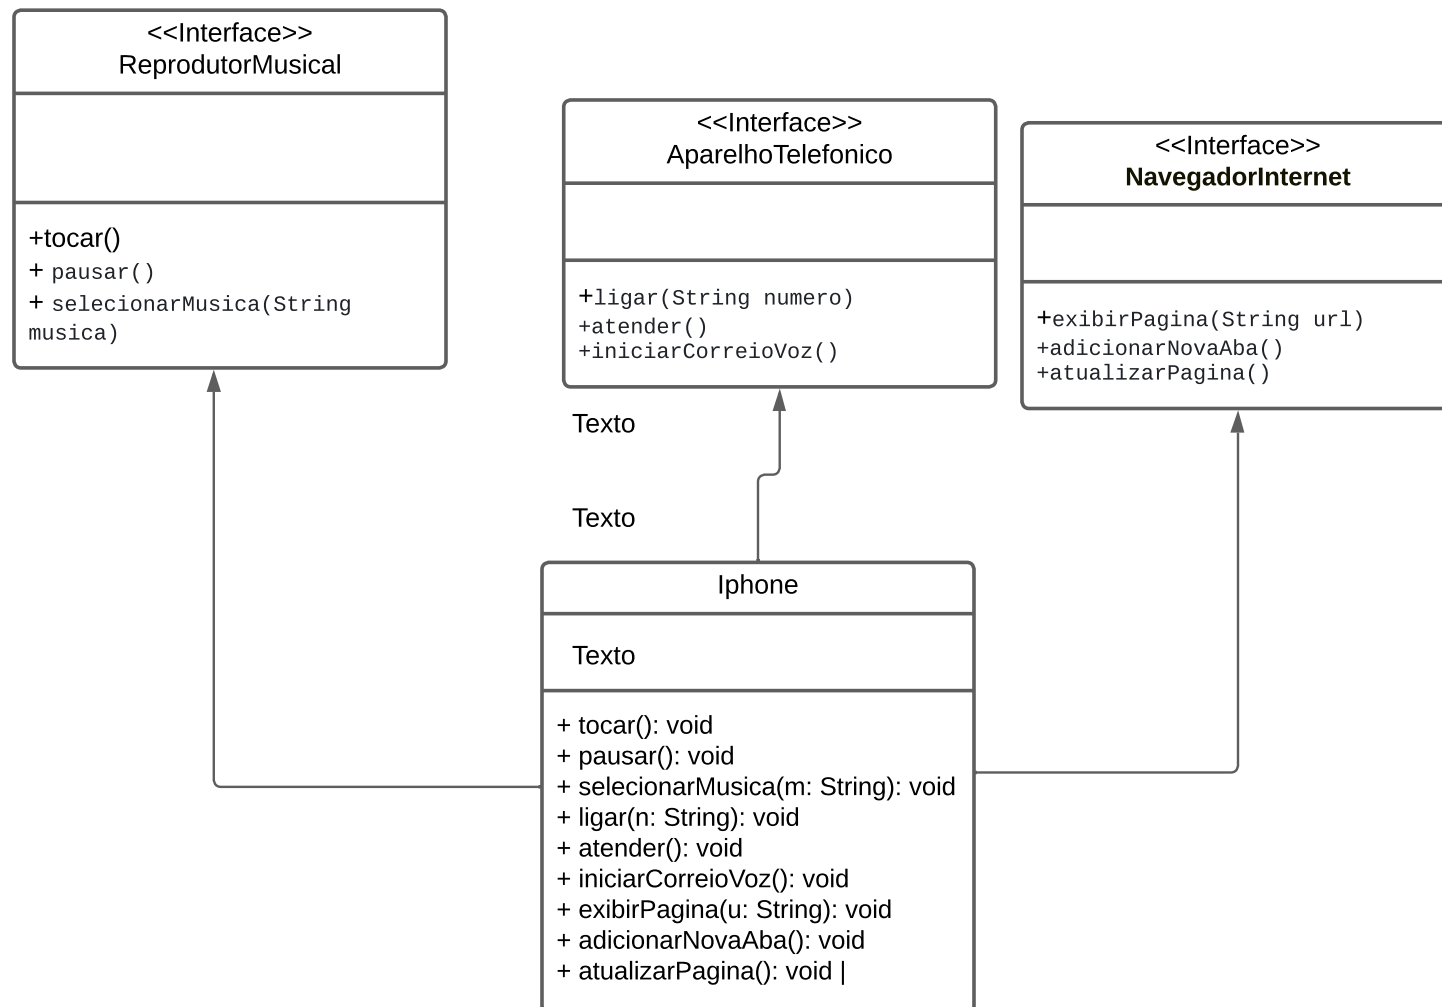 <<Interface>>
ReprodutorMusical
+tocar()
+ pausar()
+ selecionarMusica(String
musica)
<<Interface>>
AparelhoTelefonico
+ligar(String numero)
+atender()
+iniciarCorreioVoz()
<<Interface>>
NavegadorInternet
+exibirPagina(String url)
+adicionarNovaAba()
+atualizarPagina()
Texto
Texto
Iphone
Texto
+ tocar(): void
+ pausar(): void
+ selecionarMusica(m: String): void
+ ligar(n: String): void
+ atender(): void
+ iniciarCorreioVoz(): void
+ exibirPagina(u: String): void
+ adicionarNovaAba(): void
+ atualizarPagina(): void |